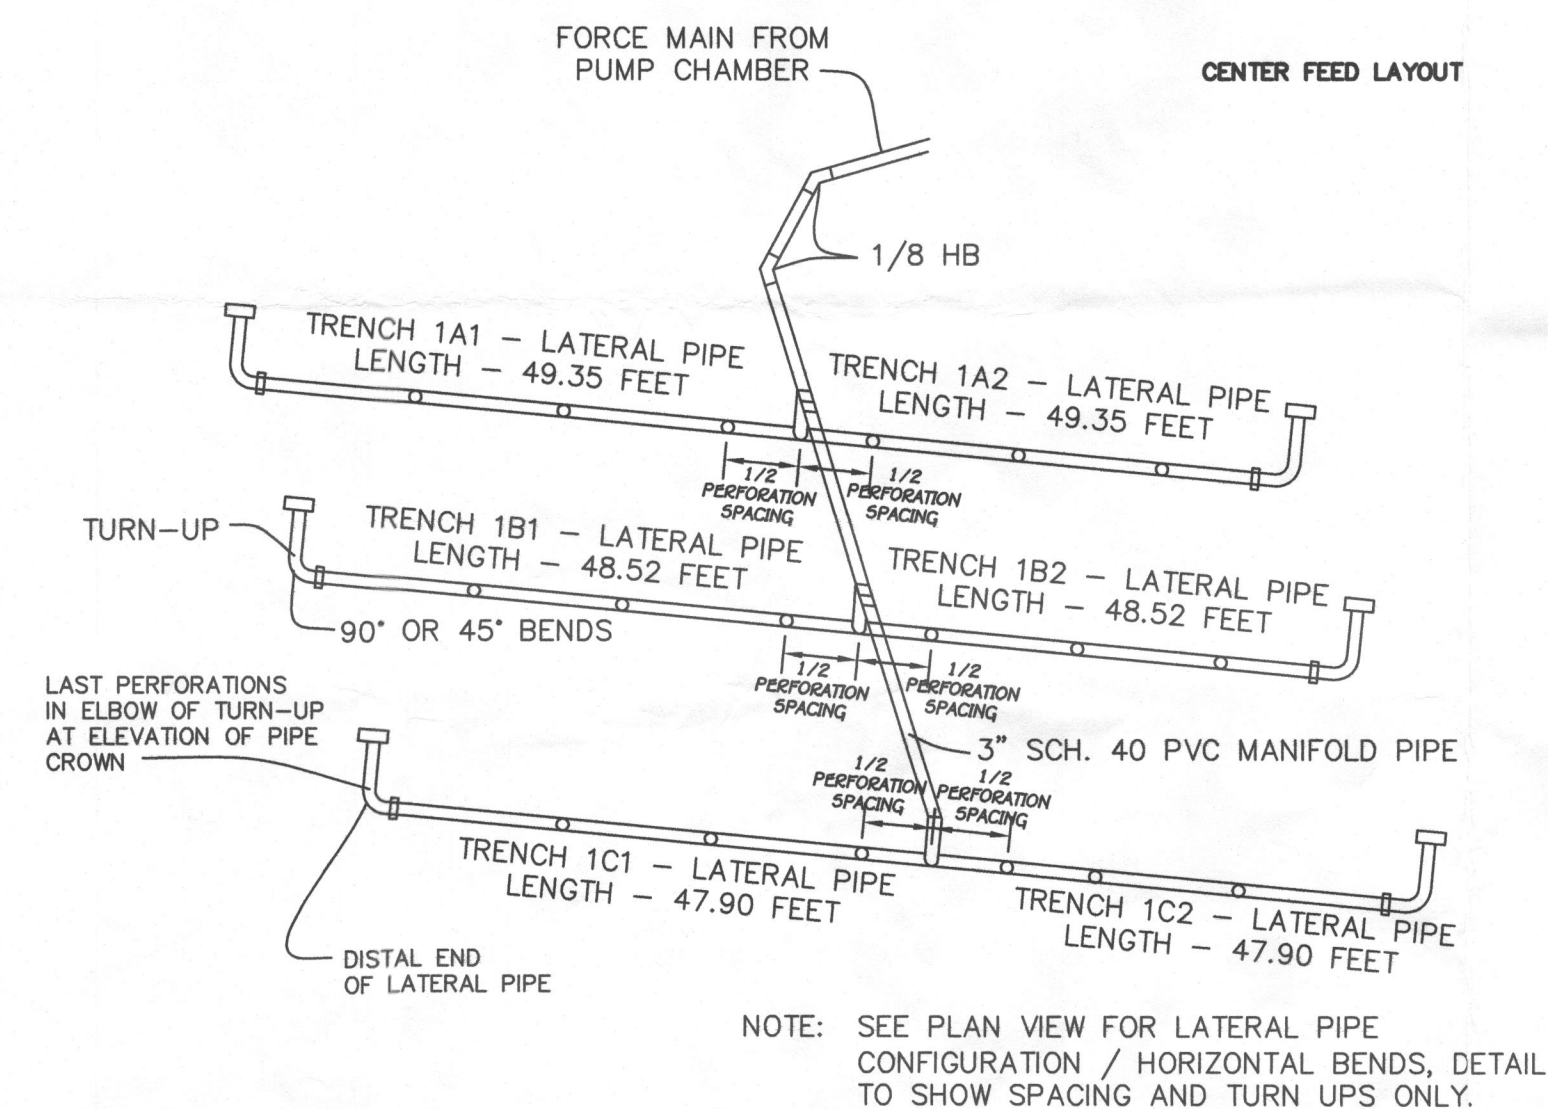 FORCE MAIN FROM
PUMP CHAMBER
CENTER FEED LAYOUT
1/8 HB
TRENCH 1A1 – LATERAL PIPE
LENGTH – 49.35 FEET
TRENCH 1A2 – LATERAL PIPE
LENGTH – 49.35 FEET
1/2
PERFORATION
SPACING
1/2
PERFORATION
SPACING
TURN–UP
TRENCH 1B1 – LATERAL PIPE
LENGTH – 48.52 FEET
TRENCH 1B2 – LATERAL PIPE
LENGTH – 48.52 FEET
90° OR 45° BENDS
1/2
PERFORATION
SPACING
1/2
PERFORATION
SPACING
LAST PERFORATIONS
IN ELBOW OF TURN–UP
AT ELEVATION OF PIPE
CROWN
3" SCH. 40 PVC MANIFOLD PIPE
1/2
PERFORATION
SPACING
1/2
PERFORATION
SPACING
TRENCH 1C1 – LATERAL PIPE
LENGTH – 47.90 FEET
TRENCH 1C2 – LATERAL PIPE
LENGTH – 47.90 FEET
DISTAL END
OF LATERAL PIPE
NOTE: SEE PLAN VIEW FOR LATERAL PIPE
CONFIGURATION / HORIZONTAL BENDS, DETAIL
TO SHOW SPACING AND TURN UPS ONLY.